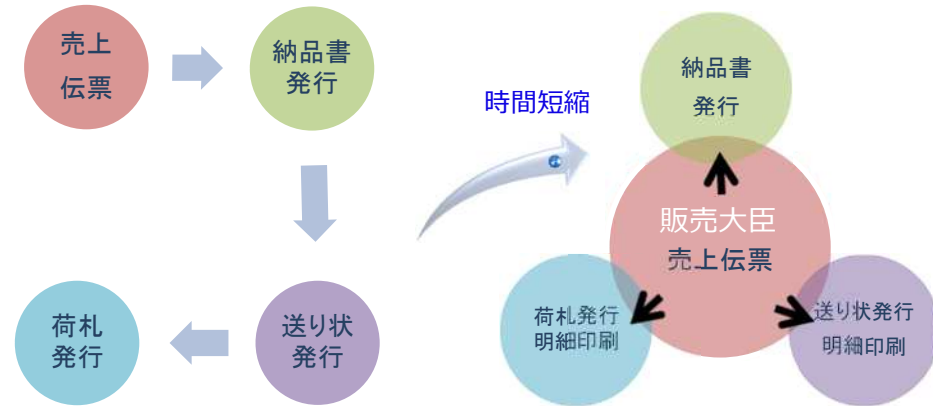 売上
伝票
納品書
発行
送り状
発行
荷札
発行
時間短縮
納品書
発行
販売大臣
売上伝票
荷札発行
明細印刷
送り状発行
明細印刷